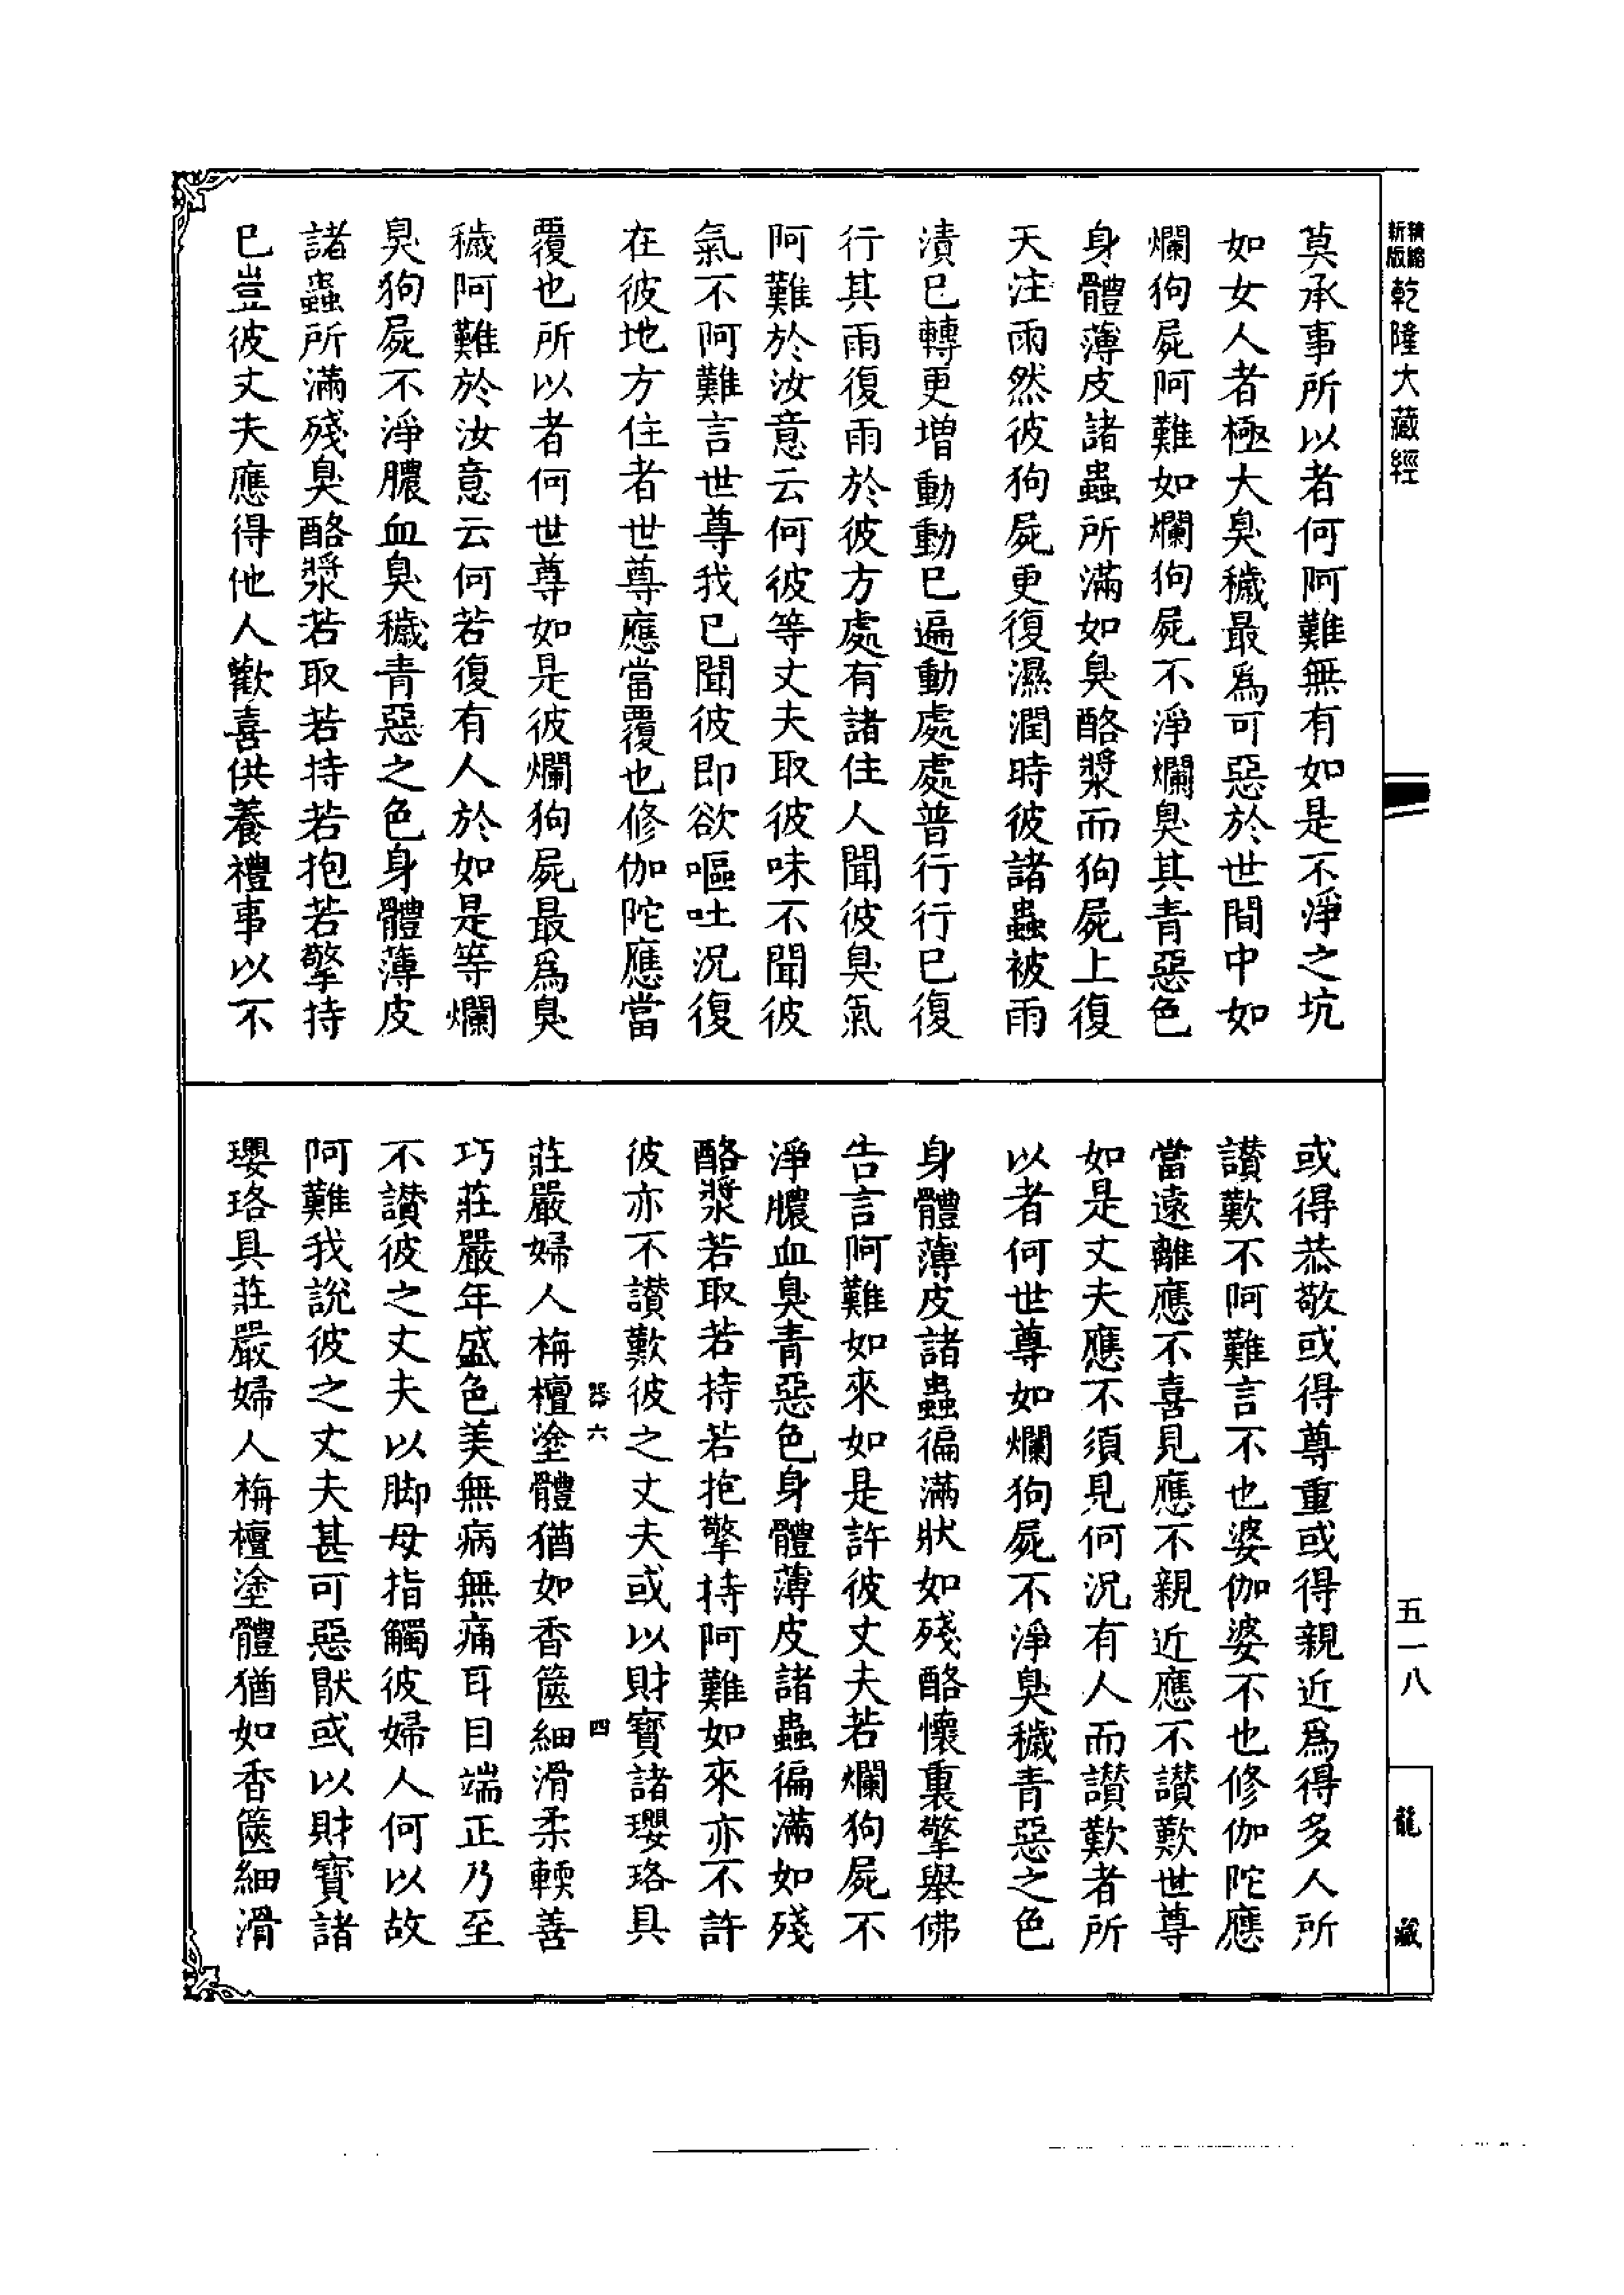 精縮
新版
乾隆大藏經
五一八
龍藏
莫承事所以者何阿難無有如是不淨之坑
如女人者極大臭穢最爲可惡於世間中如
爛狗屍阿難如爛狗屍不淨爛臭其青惡色
身體薄皮諸蟲所滿如臭酪漿而狗屍上復
天注雨然彼狗屍更復濕潤時彼諸蟲被雨
漬已轉更增動動已遍動處處普行行已復
行其雨復雨於彼方處有諸住人聞彼臭氣
阿難於汝意云何彼等丈夫取彼味不聞彼
氣不阿難言世尊我已聞彼即欲嘔吐況復
在彼地方住者世尊應當覆也修伽陀應當
覆也所以者何世尊如是彼爛狗屍最爲臭
穢阿難於汝意云何若復有人於如是等爛
臭狗屍不淨膿血臭穢青惡之色身體薄皮
諸蟲所滿殘臭酪漿若取若持若抱若擎持
已豈彼丈夫應得他人歡喜供養禮事以不
或得恭敬或得尊重或得親近爲得多人所
讃歎不阿難言不也婆伽婆不也修伽陀應
當遠離應不喜見應不親近應不讃歎世尊
如是丈夫應不須見何況有人而讃歎者所
以者何世尊如爛狗屍不淨臭穢青惡之色
身體薄皮諸蟲徧滿狀如殘酪懷裏擎舉佛
告言阿難如來如是許彼丈夫若爛狗屍不
淨膿血臭青惡色身體薄皮諸蟲徧滿如殘
酪漿若取若持若抱擎持阿難如來亦不許
彼亦不讃歎彼之丈夫或以財寳諸瓔珞具
器六
四
莊嚴婦人栴檀塗體猶如香篋細滑柔輭善
巧莊嚴年盛色美無病無痛耳目端正乃至
不讃彼之丈夫以脚母指觸彼婦人何以故
阿難我說彼之丈夫甚可惡猒或以財寳諸
瓔珞具莊嚴婦人栴檀塗體猶如香篋細滑